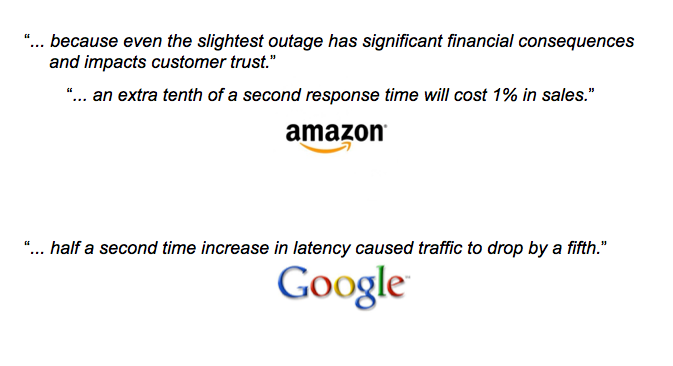 “... because even the slightest outage has significant financial consequences
and impacts customer trust.”
“... an extra tenth of a second response time will cost 1% in sales.”
amazon
“... half a second time increase in latency caused traffic to drop by a fifth.”
Google